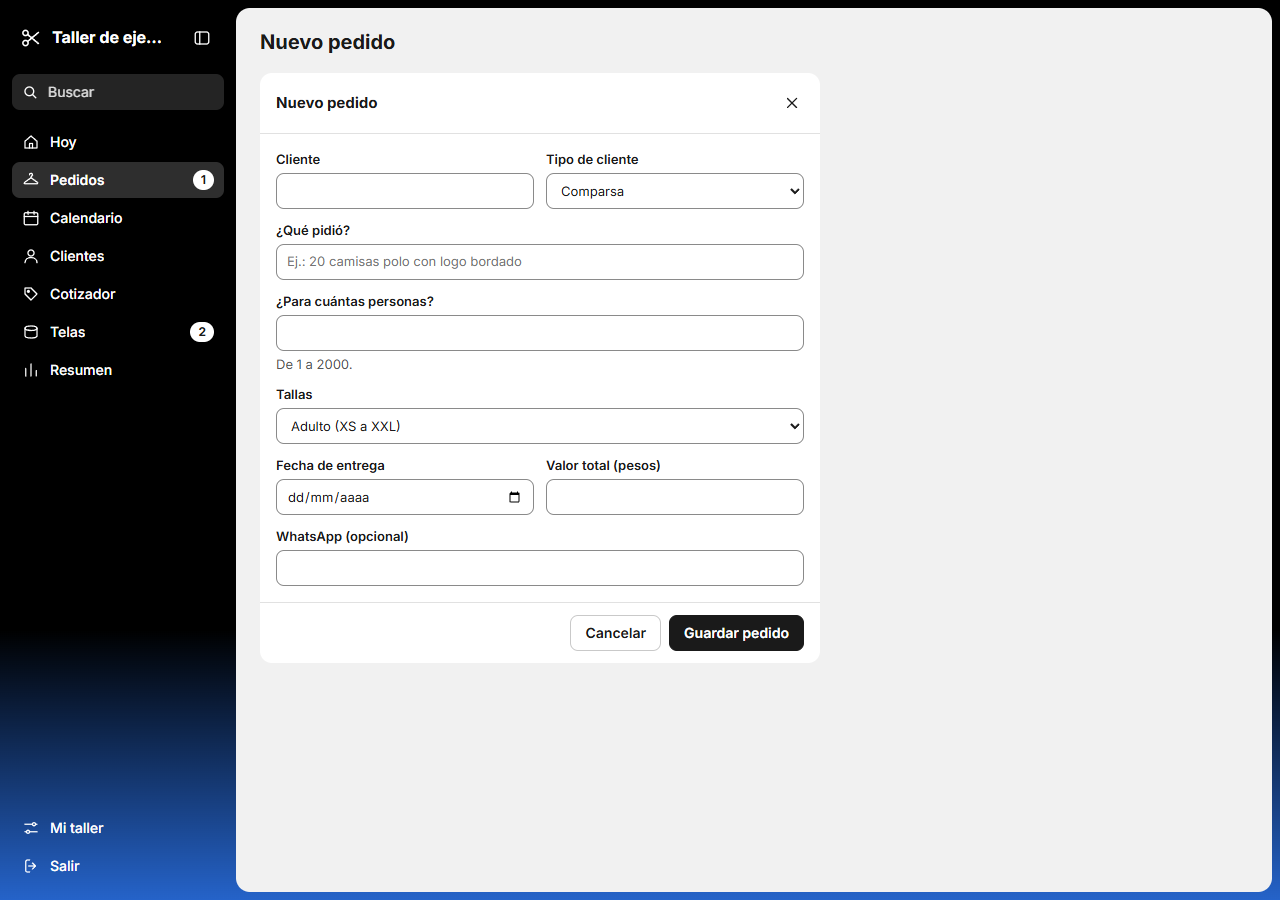 Taller de eje...
Buscar
Hoy
Pedidos 1
Calendario
Clientes
Cotizador
Telas 2
Resumen
Mi taller
Salir
Nuevo pedido
Nuevo pedido
Cliente Tipo de cliente
Comparsa
¿Qué pidió?
Ej.: 20 camisas polo con logo bordado
¿Para cuántas personas?
De 1 a 2000.
Tallas
Adulto (XS a XXL)
Fecha de entrega Valor total (pesos)
dd/mm/aaaa
WhatsApp (opcional)
Cancelar Guardar pedido